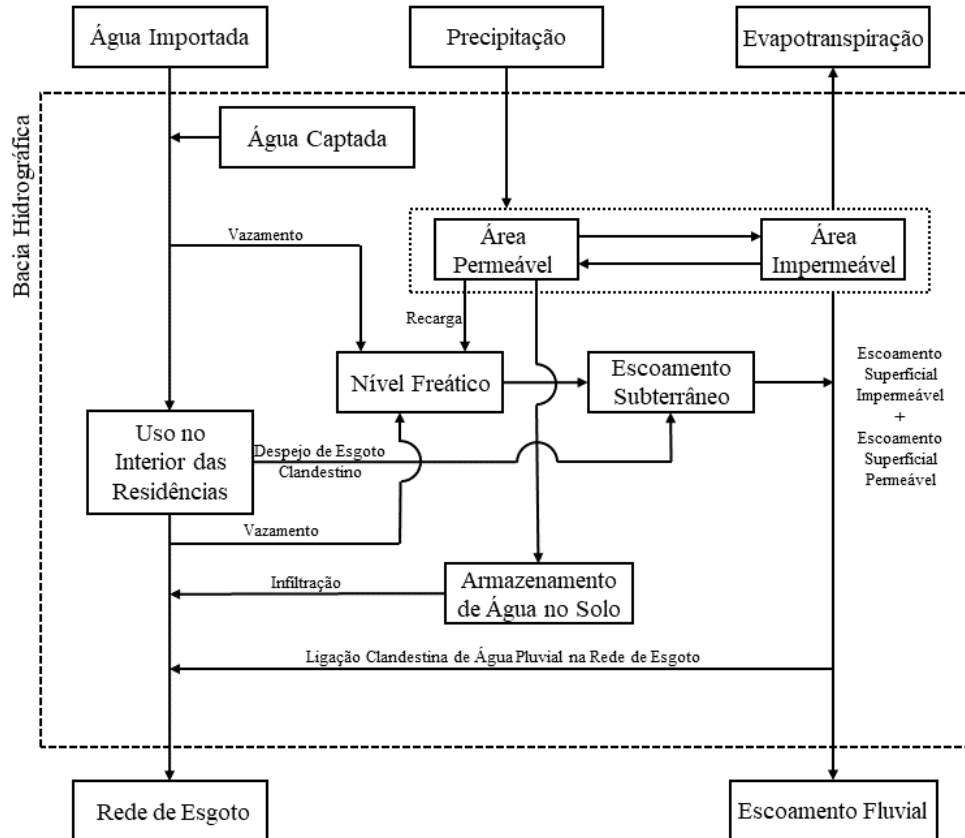 Água Importada
Precipitação
Evapotranspiração
Bacia Hidrográfica
Água Captada
Vazamento
Área
Permeável
Área
Impermeável
Recarga
Nível Freático
Escoamento
Subterrâneo
Escoamento
Superfícial
Impermeável
+
Escoamento
Superfícial
Permeável
Uso no
Interior das
Residências
Despejo de Esgoto
Clandestino
Vazamento
Infiltração
Armazenamento
de Água no Solo
Ligação Clandestina de Água Pluvial na Rede de Esgoto
Rede de Esgoto
Escoamento Fluvial